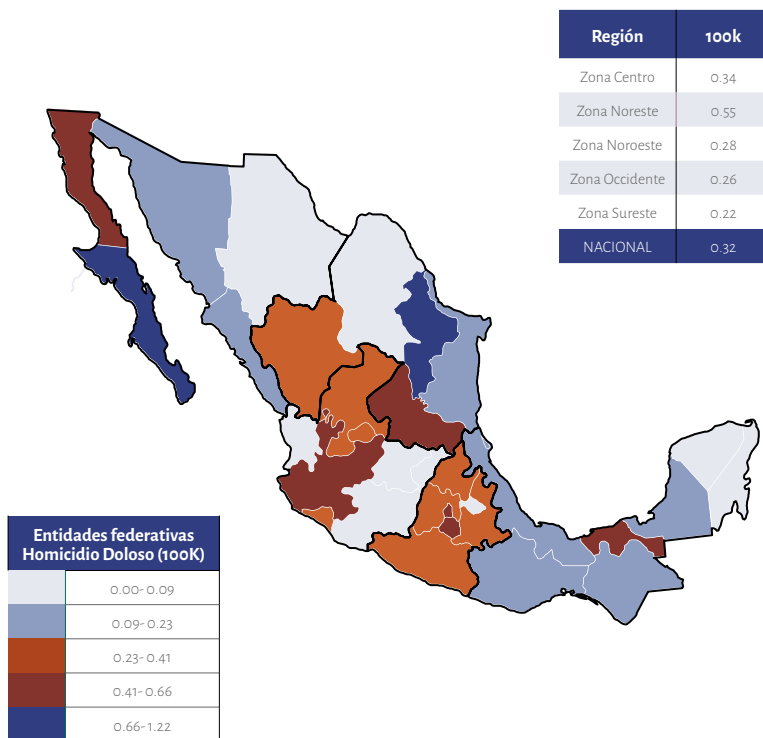 Región 100k
Zona Centro 0.34
Zona Noreste 0.55
Zona Noroeste 0.28
Zona Occidente 0.26
Zona Sureste 0.22
NACIONAL 0.32
Entidades federativas
Homicidio Doloso (100K)
0.00-0.09
0.09-0.23
0.23-0.41
0.41-0.66
0.66-1.22